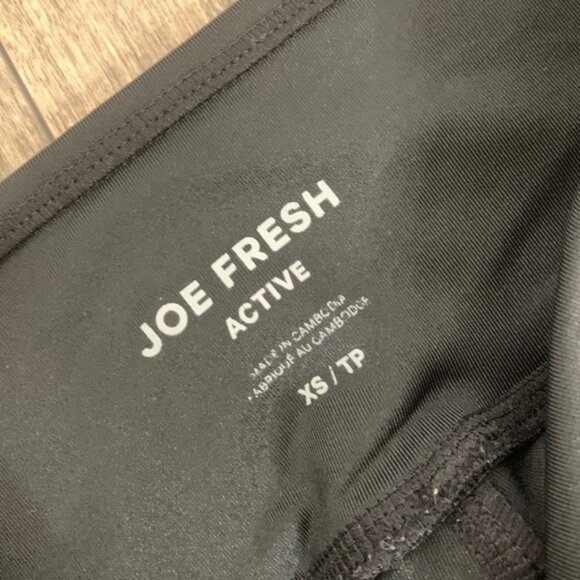 JOE FRESH
ACTIVE
MADE IN CAMBODIA
FABRIQUÉ AU CAMBODGE
XS / TP